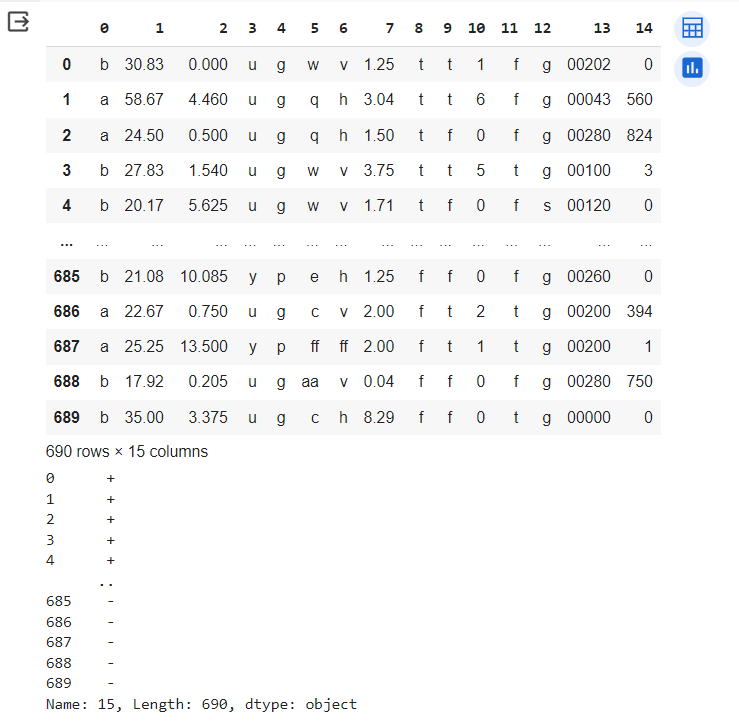 0 1 2 3 4 5 6 7 8 9 10 11 12 13 14
0 b 30.83 0.000 u g w v 1.25 t t 1 f g 00202 0
1 a 58.67 4.460 u g q h 3.04 t t 6 f g 00043 560
2 a 24.50 0.500 u g q h 1.50 t f 0 f g 00280 824
3 b 27.83 1.540 u g w v 3.75 t t 5 t g 00100 3
4 b 20.17 5.625 u g w v 1.71 t f 0 f s 00120 0
... ... ... ... ... ... ... ... ... ... ... ... ... ... ... ...
685 b 21.08 10.085 y p e h 1.25 f f 0 f g 00260 0
686 a 22.67 0.750 u g c v 2.00 f t 2 t g 00200 394
687 a 25.25 13.500 y p ff ff 2.00 f t 1 t g 00200 1
688 b 17.92 0.205 u g aa v 0.04 f f 0 f g 00280 750
689 b 35.00 3.375 u g c h 8.29 f f 0 t g 00000 0
690 rows × 15 columns
0 +
1 +
2 +
3 +
4 +
..
685 -
686 -
687 -
688 -
689 -
Name: 15, Length: 690, dtype: object